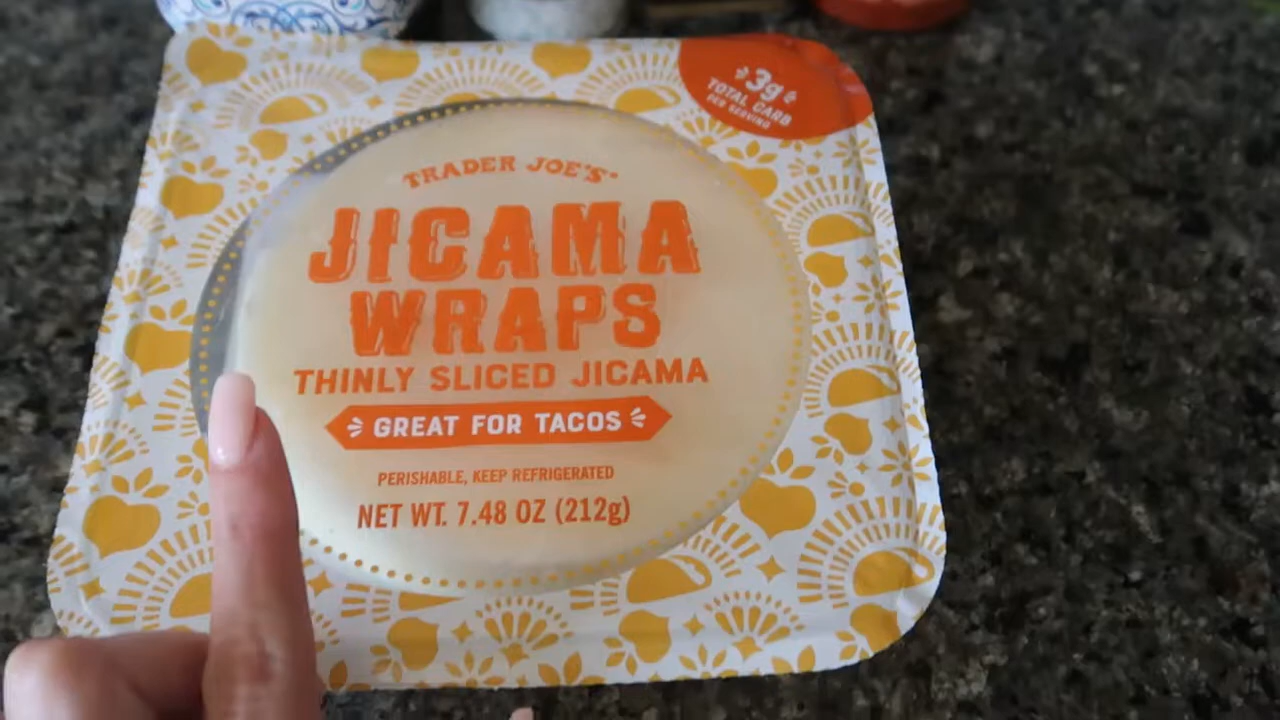 3g
TOTAL CARB
PER SERVING
TRADER JOE'S®
JICAMA
WRAPS
THINLY SLICED JICAMA
GREAT FOR TACOS
PERISHABLE, KEEP REFRIGERATED
NET WT. 7.48 OZ (212g)